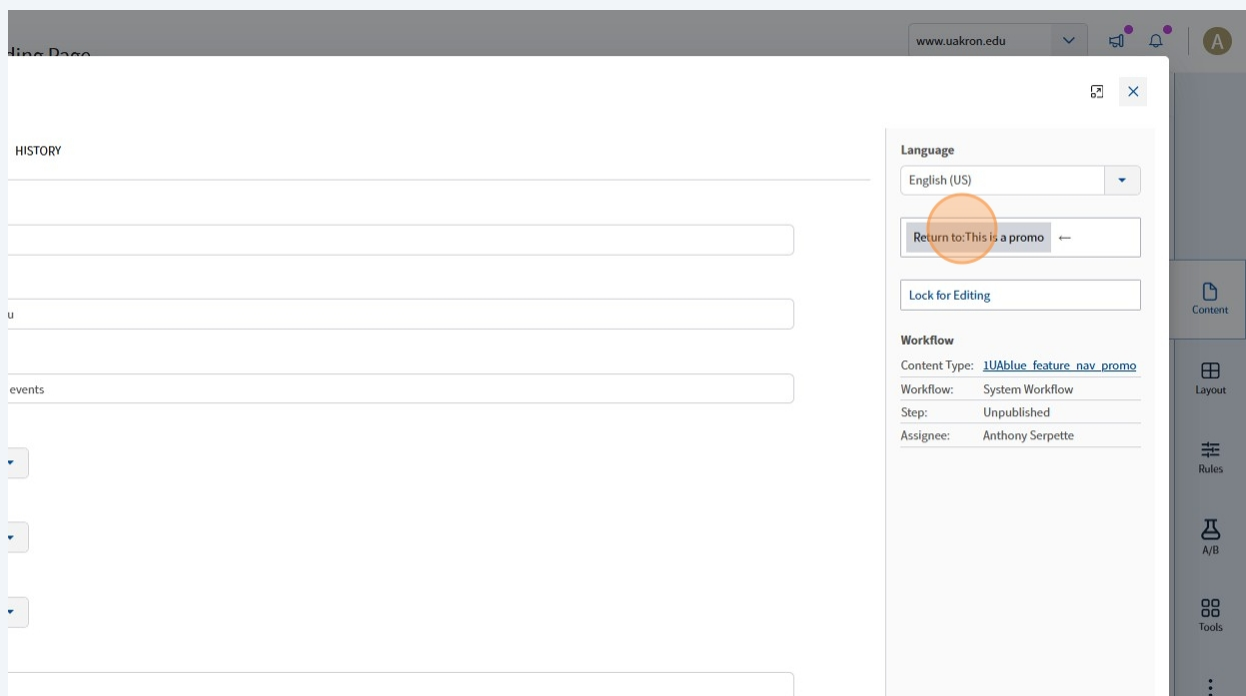 www.uakron.edu
A
ding Page
HISTORY
u
events
Language
English (US)
Return to:This is a promo ←
Lock for Editing
Workflow
Content Type: 1UAblue_feature_nav_promo
Workflow: System Workflow
Step: Unpublished
Assignee: Anthony Serpette
Content
Layout
Rules
A/B
Tools